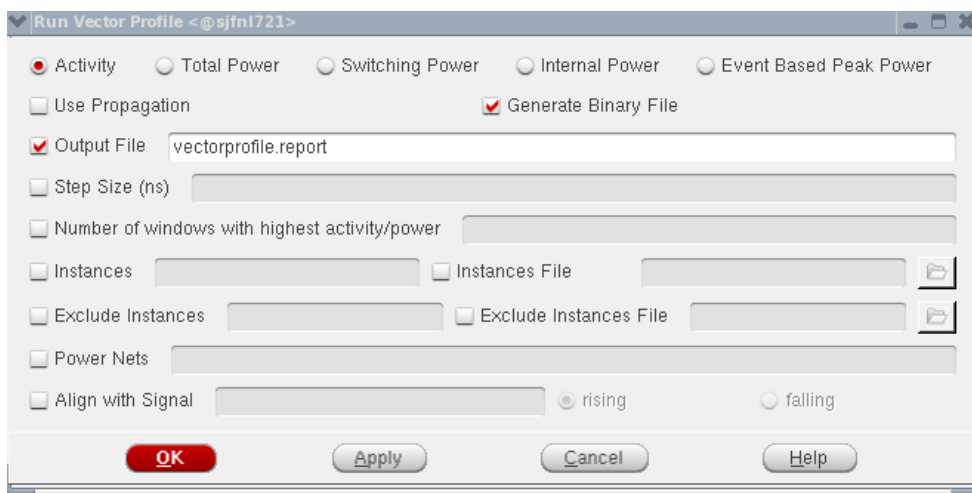 Run Vector Profile <@sjfnl721>
Activity Total Power Switching Power Internal Power Event Based Peak Power
Use Propagation Generate Binary File
Output File vectorprofile.report
Step Size (ns)
Number of windows with highest activity/power
Instances Instances File
Exclude Instances Exclude Instances File
Power Nets
Align with Signal rising falling
OK Apply Cancel Help